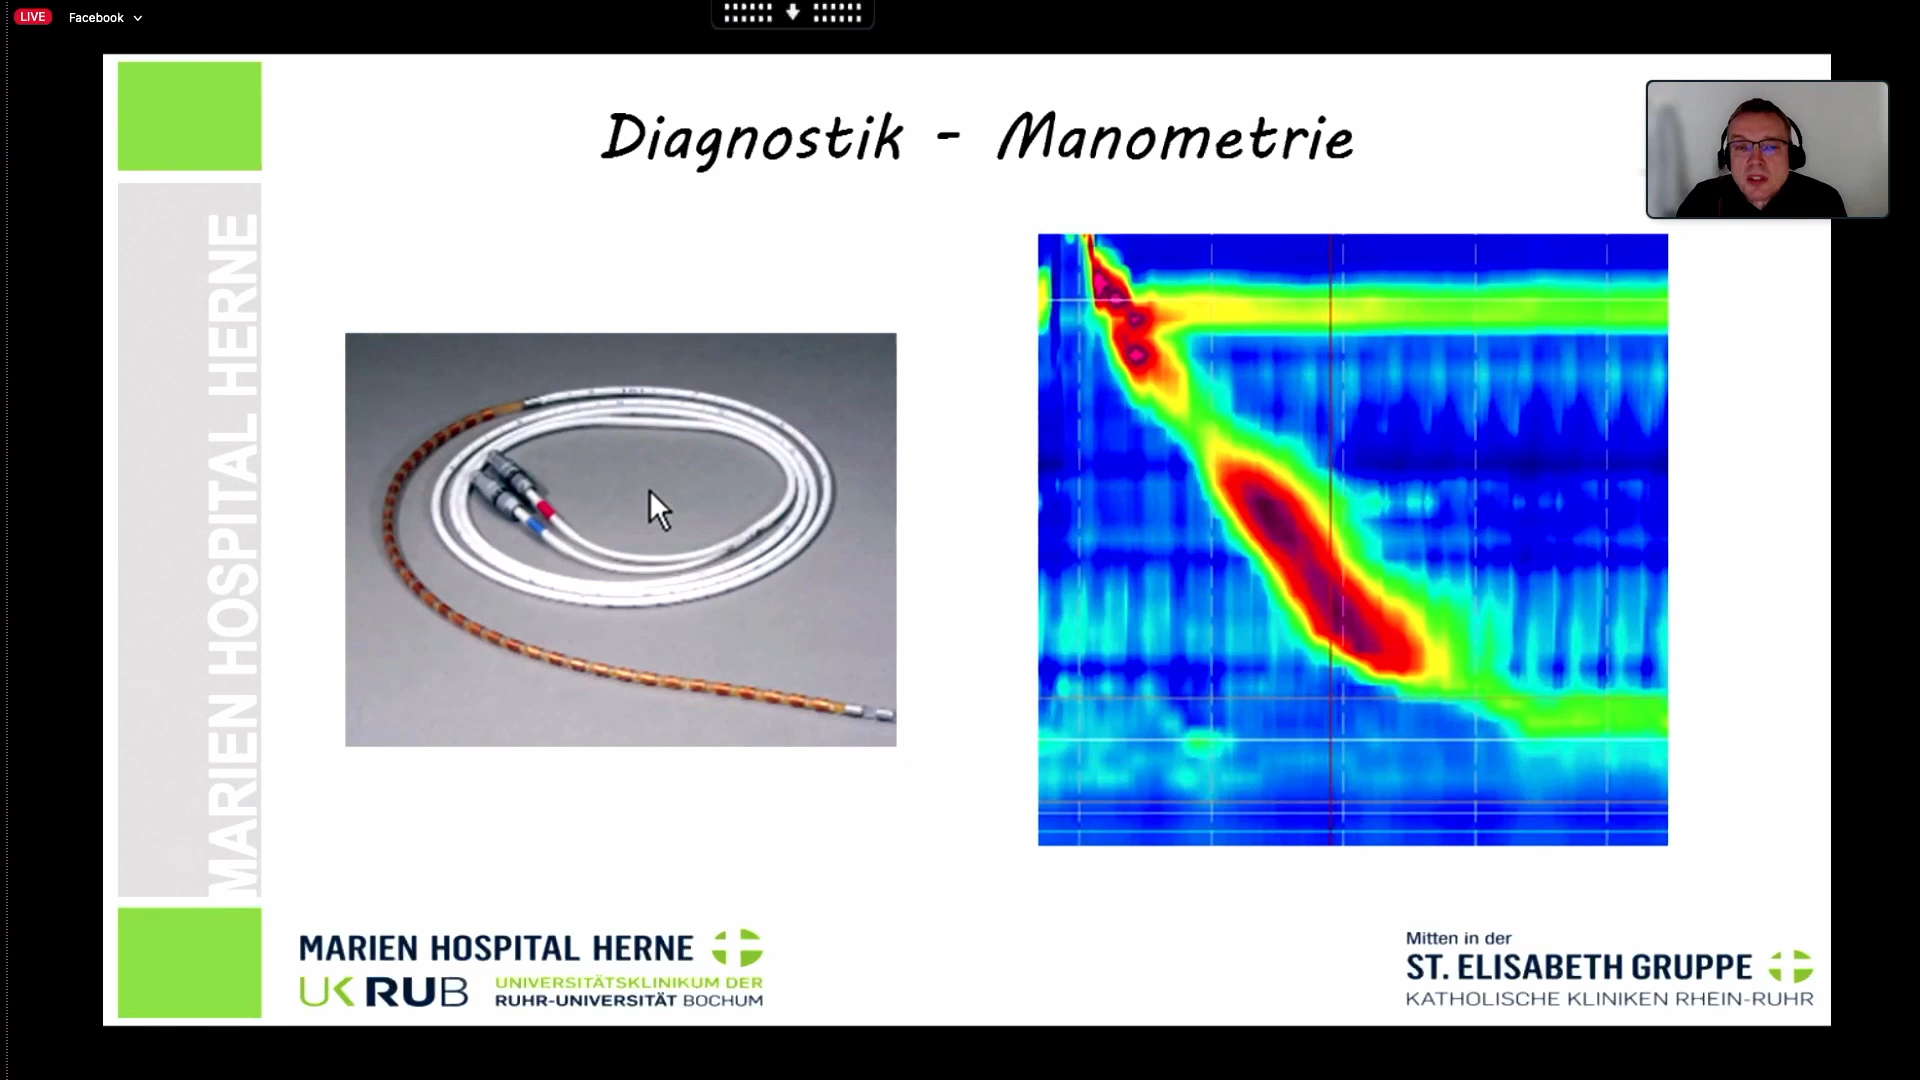 LIVE
Facebook
Diagnostik - Manometrie
MARIEN HOSPITAL HERNE
MARIEN HOSPITAL HERNE
UK RUB
UNIVERSITÄTSKLINIKUM DER
RUHR-UNIVERSITÄT BOCHUM
Mitten in der
ST. ELISABETH GRUPPE
KATHOLISCHE KLINIKEN RHEIN-RUHR